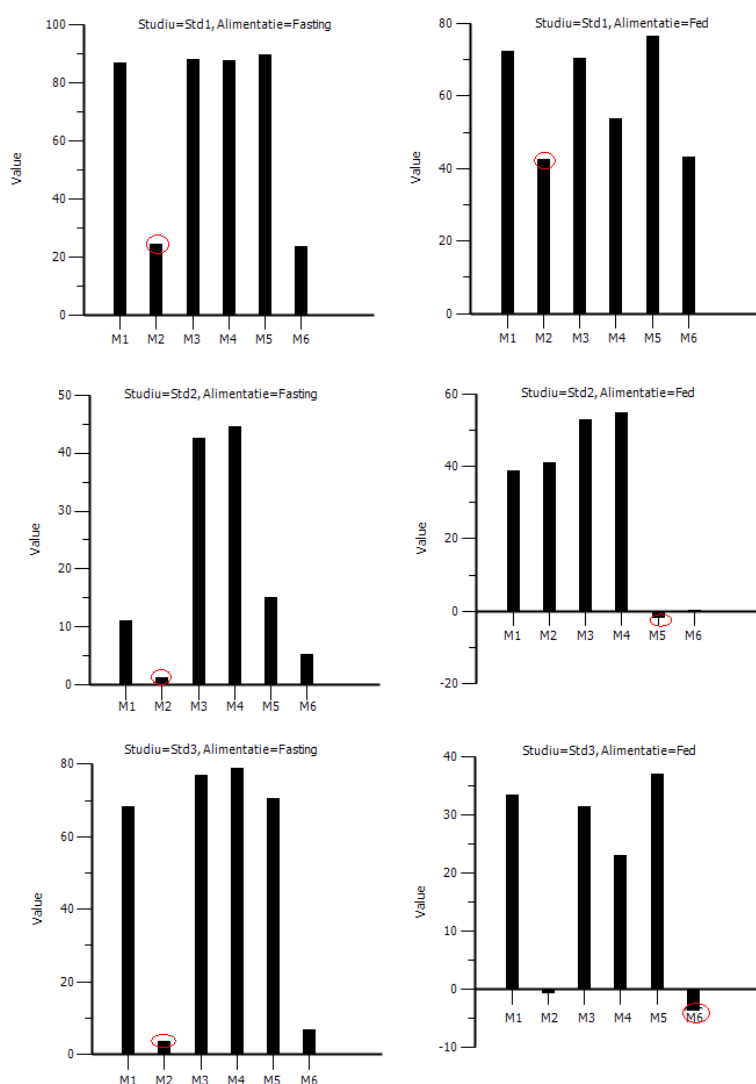 Studiu=Std1, Alimentatie=Fasting
100
80
60
40
20
0
Value
M1 M2 M3 M4 M5 M6
Studiu=Std1, Alimentatie=Fed
80
60
40
20
0
Value
M1 M2 M3 M4 M5 M6
Studiu=Std2, Alimentatie=Fasting
50
40
30
20
10
0
Value
M1 M2 M3 M4 M5 M6
Studiu=Std2, Alimentatie=Fed
60
40
20
0
-20
Value
M1 M2 M3 M4 M5 M6
Studiu=Std3, Alimentatie=Fasting
80
60
40
20
0
Value
M1 M2 M3 M4 M5 M6
Studiu=Std3, Alimentatie=Fed
40
30
20
10
0
-10
Value
M1 M2 M3 M4 M5 M6